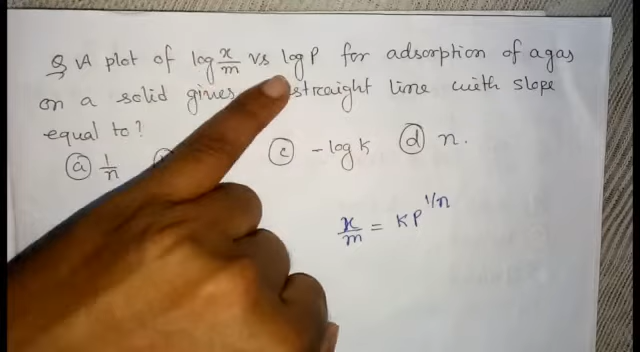 Q A plot of log x/m vs log P for adsorption of a gas
on a solid gives straight line with slope
equal to?
(a) 1/n (c) - log K (d) n.
x/m = KP^1/n